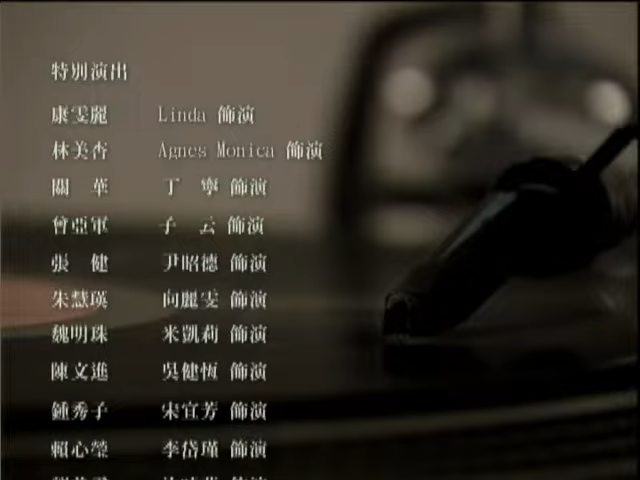 特別演出
康雯麗 Linda 飾演
林美杏 Agnes Monica 飾演
關 華 丁 寧 飾演
曾亞軍 子 云 飾演
張 健 尹昭德 飾演
朱慧瑛 向麗雯 飾演
魏明珠 米凱莉 飾演
陳文進 吳健恆 飾演
鍾秀子 宋宜芳 飾演
賴心瑩 李岱瑾 飾演